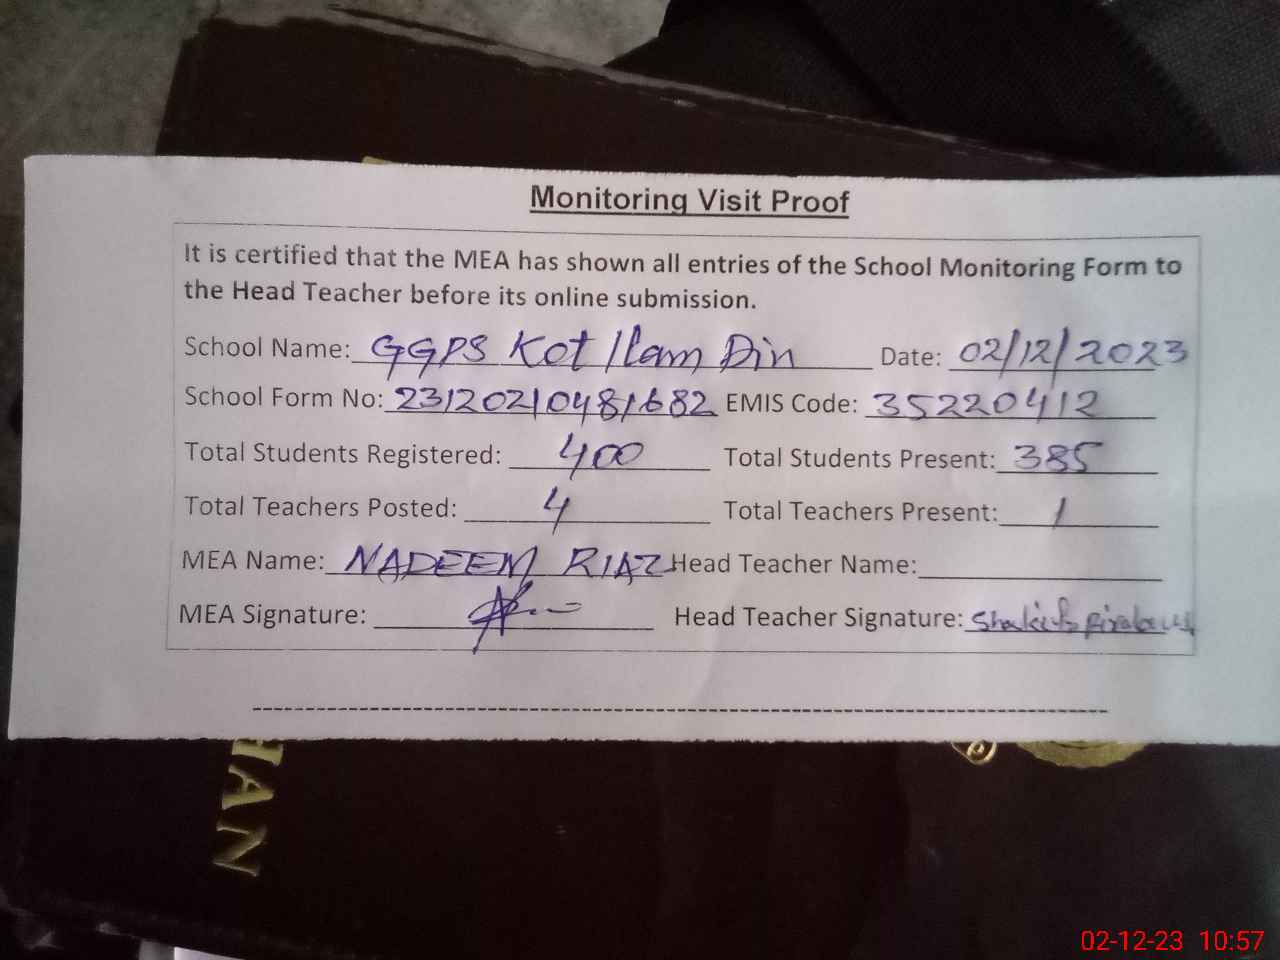 Monitoring Visit Proof
It is certified that the MEA has shown all entries of the School Monitoring Form to
the Head Teacher before its online submission.
School Name: GGPS Kot Ilam Din Date: 02/12/2023
School Form No: 23120210481682 EMIS Code: 35220412
Total Students Registered: 400 Total Students Present: 385
Total Teachers Posted: 4 Total Teachers Present: 1
MEA Name: NADEEM RIAZ Head Teacher Name:
MEA Signature: Head Teacher Signature:
HAN
02-12-23 10:57